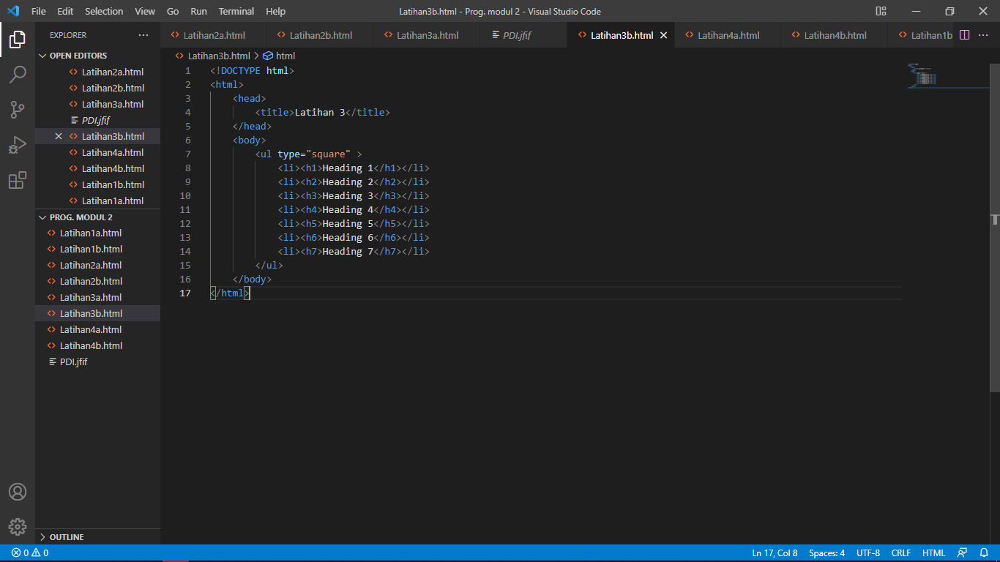 File Edit Selection View Go Run Terminal Help
Latihan3b.html - Prog. modul 2 - Visual Studio Code
EXPLORER
OPEN EDITORS
Latihan2a.html
Latihan2b.html
Latihan3a.html
PDI.jfif
Latihan3b.html
Latihan4a.html
Latihan4b.html
Latihan1b.html
Latihan1a.html
PROG. MODUL 2
Latihan1a.html
Latihan1b.html
Latihan2a.html
Latihan2b.html
Latihan3a.html
Latihan3b.html
Latihan4a.html
Latihan4b.html
PDI.jfif
OUTLINE
Latihan2a.html Latihan2b.html Latihan3a.html PDI.jfif Latihan3b.html Latihan4a.html Latihan4b.html Latihan1b
Latihan3b.html > html
1 <!DOCTYPE html>
2 <html>
3 <head>
4 <title>Latihan 3</title>
5 </head>
6 <body>
7 <ul type="square" >
8 <li><h1>Heading 1</h1></li>
9 <li><h2>Heading 2</h2></li>
10 <li><h3>Heading 3</h3></li>
11 <li><h4>Heading 4</h4></li>
12 <li><h5>Heading 5</h5></li>
13 <li><h6>Heading 6</h6></li>
14 <li><h7>Heading 7</h7></li>
15 </ul>
16 </body>
17 </html>
0 0
Ln 17, Col 8 Spaces: 4 UTF-8 CRLF HTML